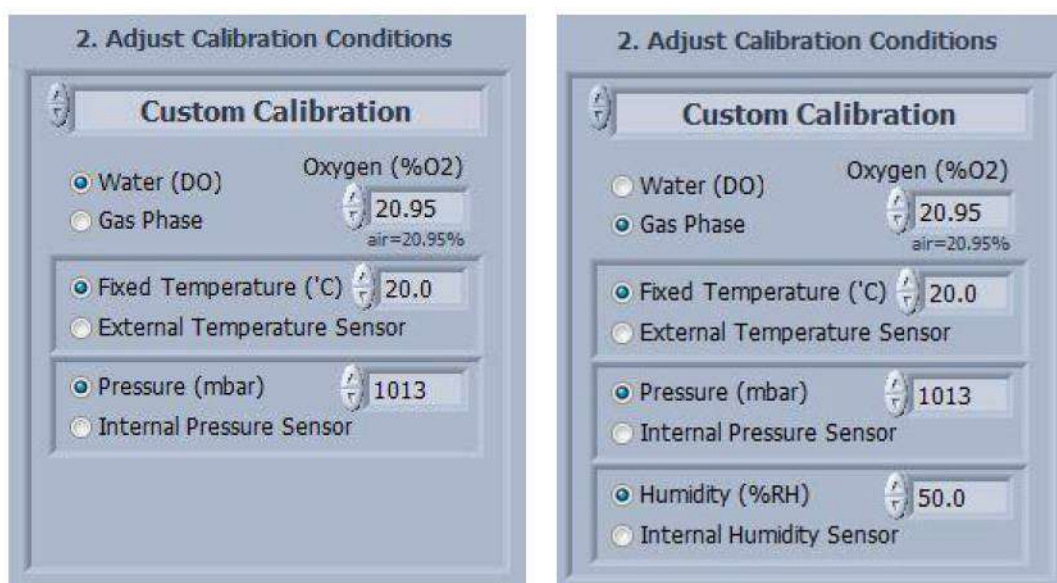 2. Adjust Calibration Conditions
Custom Calibration
Water (DO)
Gas Phase
Oxygen (%O2)
20.95
air=20.95%
Fixed Temperature ('C) 20.0
External Temperature Sensor
Pressure (mbar) 1013
Internal Pressure Sensor
2. Adjust Calibration Conditions
Custom Calibration
Water (DO)
Gas Phase
Oxygen (%O2)
20.95
air=20.95%
Fixed Temperature ('C) 20.0
External Temperature Sensor
Pressure (mbar) 1013
Internal Pressure Sensor
Humidity (%RH) 50.0
Internal Humidity Sensor